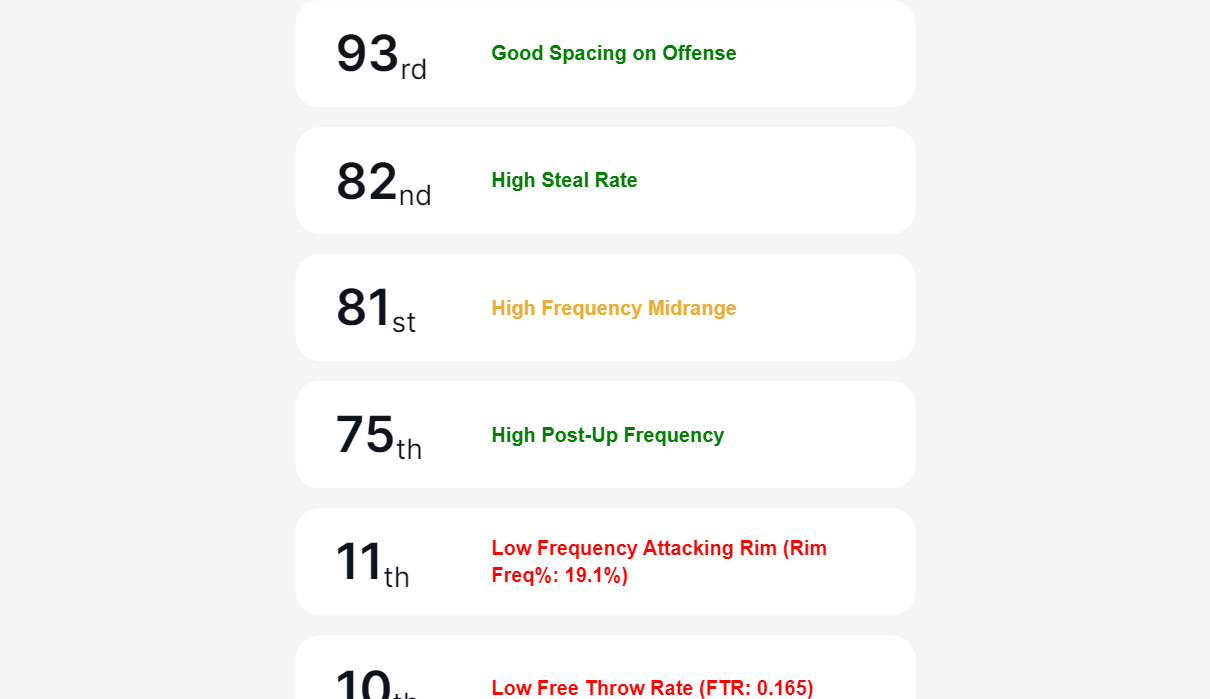 93rd Good Spacing on Offense
82nd High Steal Rate
81st High Frequency Midrange
75th High Post-Up Frequency
11th Low Frequency Attacking Rim (Rim
Freq%: 19.1%)
10th Low Free Throw Rate (FTR: 0.165)